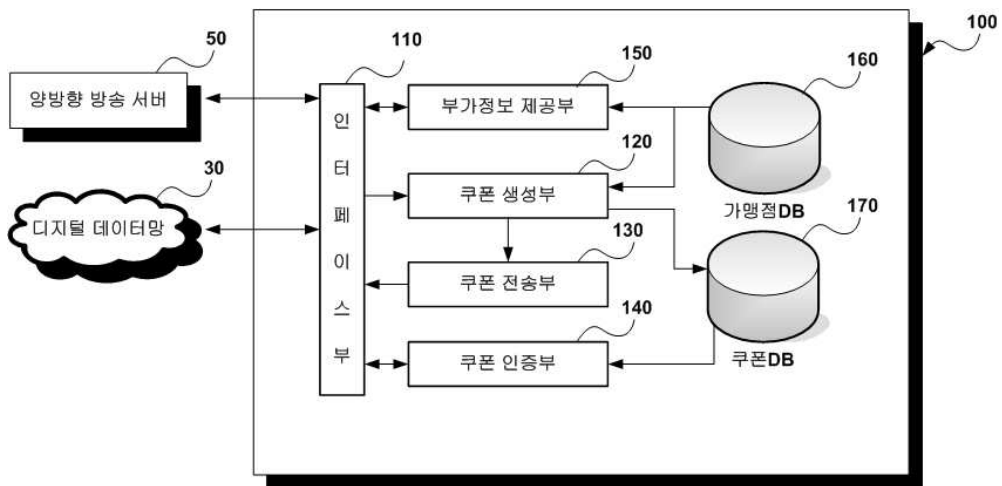 100
50
110
150
160
양방향 방송 서버
부가정보 제공부
인터페이스부
120
30
쿠폰 생성부
가맹점DB
디지털 데이터망
130
170
쿠폰 전송부
140
쿠폰 인증부
쿠폰DB